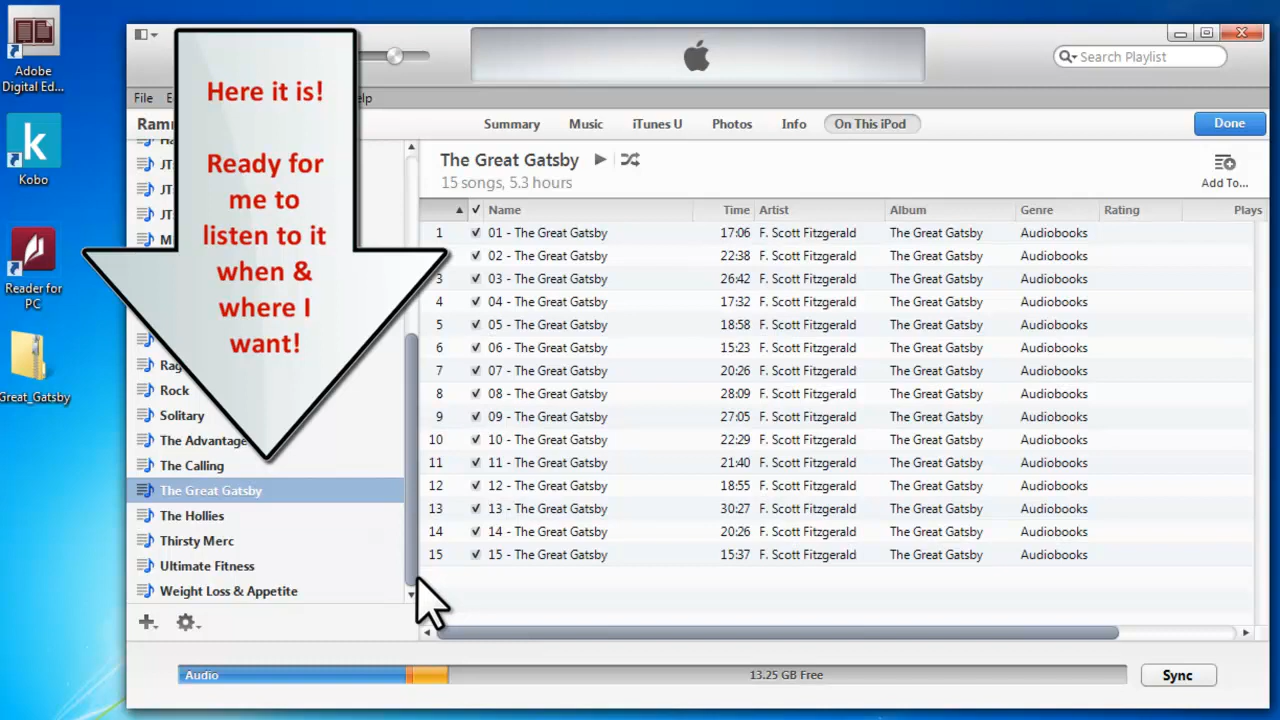 Adobe
Digital Ed...
Kobo
Reader for
PC
Great_Gatsby
Here it is!
Ready for
me to
listen to it
when &
where I
want!
Search Playlist
File
Summary Music iTunes U Photos Info On This iPod Done
JT
JT
JT
Rock
Solitary
The Advantage
The Calling
The Great Gatsby
The Hollies
Thirsty Merc
Ultimate Fitness
Weight Loss & Appetite
The Great Gatsby
15 songs, 5.3 hours
Add To...
Name Time Artist Album Genre Rating Plays
1 01 - The Great Gatsby 17:06 F. Scott Fitzgerald The Great Gatsby Audiobooks
2 02 - The Great Gatsby 22:38 F. Scott Fitzgerald The Great Gatsby Audiobooks
3 03 - The Great Gatsby 26:42 F. Scott Fitzgerald The Great Gatsby Audiobooks
4 04 - The Great Gatsby 17:32 F. Scott Fitzgerald The Great Gatsby Audiobooks
5 05 - The Great Gatsby 18:58 F. Scott Fitzgerald The Great Gatsby Audiobooks
6 06 - The Great Gatsby 15:23 F. Scott Fitzgerald The Great Gatsby Audiobooks
7 07 - The Great Gatsby 20:26 F. Scott Fitzgerald The Great Gatsby Audiobooks
8 08 - The Great Gatsby 28:09 F. Scott Fitzgerald The Great Gatsby Audiobooks
9 09 - The Great Gatsby 27:05 F. Scott Fitzgerald The Great Gatsby Audiobooks
10 10 - The Great Gatsby 22:29 F. Scott Fitzgerald The Great Gatsby Audiobooks
11 11 - The Great Gatsby 21:40 F. Scott Fitzgerald The Great Gatsby Audiobooks
12 12 - The Great Gatsby 18:55 F. Scott Fitzgerald The Great Gatsby Audiobooks
13 13 - The Great Gatsby 30:27 F. Scott Fitzgerald The Great Gatsby Audiobooks
14 14 - The Great Gatsby 20:26 F. Scott Fitzgerald The Great Gatsby Audiobooks
15 15 - The Great Gatsby 15:37 F. Scott Fitzgerald The Great Gatsby Audiobooks
Audio 13.25 GB Free Sync